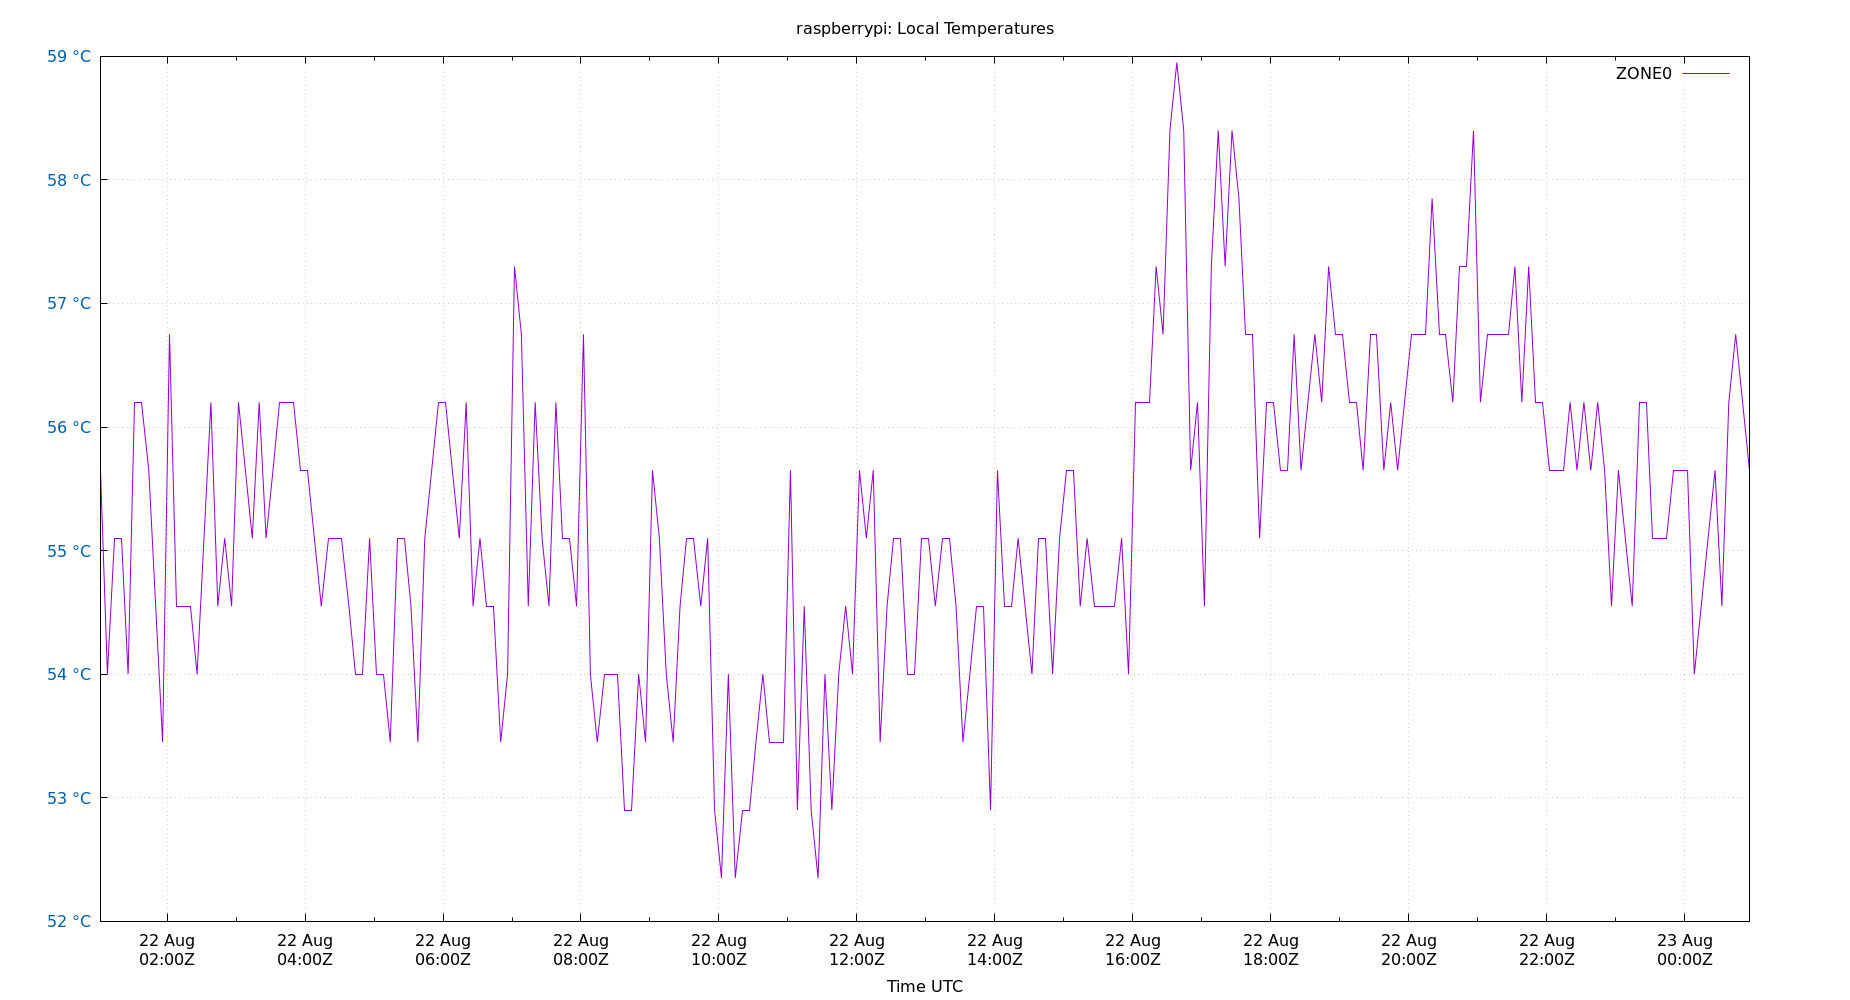 raspberrypi: Local Temperatures
ZONE0
59 °C
58 °C
57 °C
56 °C
55 °C
54 °C
53 °C
52 °C
22 Aug 22 Aug 22 Aug 22 Aug 22 Aug 22 Aug 22 Aug 22 Aug 22 Aug 22 Aug 22 Aug 23 Aug
02:00Z 04:00Z 06:00Z 08:00Z 10:00Z 12:00Z 14:00Z 16:00Z 18:00Z 20:00Z 22:00Z 00:00Z
Time UTC